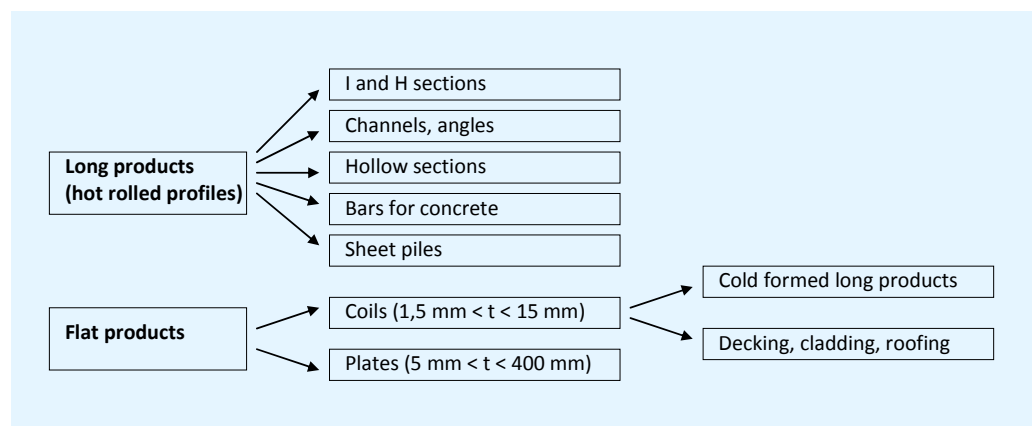 I and H sections
Channels, angles
Long products
(hot rolled profiles)
Hollow sections
Bars for concrete
Sheet piles
Cold formed long products
Flat products
Coils (1,5 mm < t < 15 mm)
Decking, cladding, roofing
Plates (5 mm < t < 400 mm)